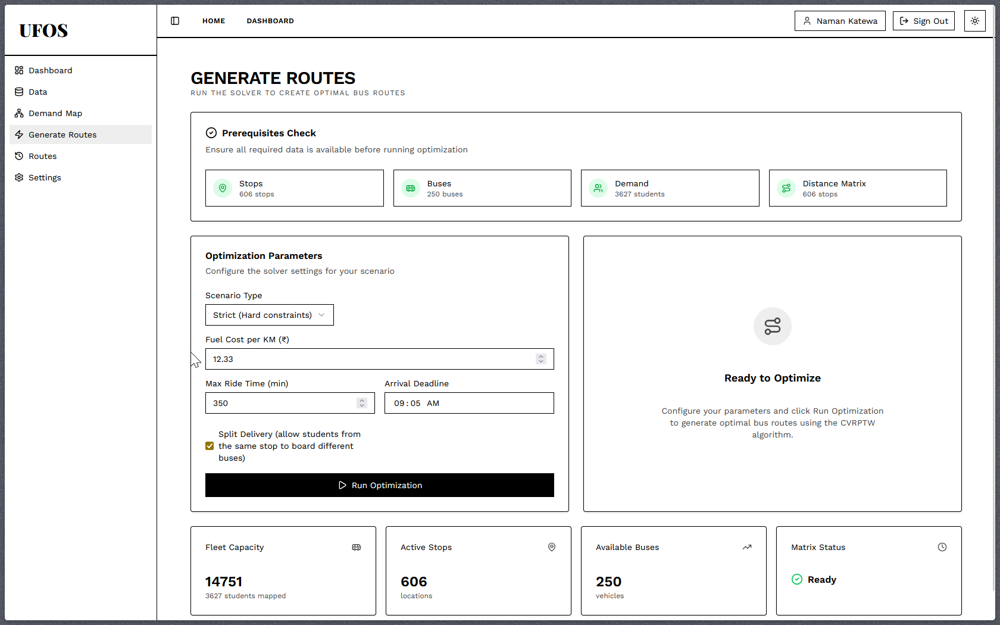 UFOS
HOME
DASHBOARD
Naman Katewa
Sign Out
Dashboard
Data
Demand Map
Generate Routes
Routes
Settings
GENERATE ROUTES
RUN THE SOLVER TO CREATE OPTIMAL BUS ROUTES
Prerequisites Check
Ensure all required data is available before running optimization
Stops
606 stops
Buses
250 buses
Demand
3627 students
Distance Matrix
606 stops
Optimization Parameters
Configure the solver settings for your scenario
Scenario Type
Strict (Hard constraints)
Fuel Cost per KM (₹)
12.33
Max Ride Time (min)
350
Arrival Deadline
09:05 AM
Split Delivery (allow students from
the same stop to board different
buses)
Run Optimization
Ready to Optimize
Configure your parameters and click Run Optimization
to generate optimal bus routes using the CVRPTW
algorithm.
Fleet Capacity
14751
3627 students mapped
Active Stops
606
locations
Available Buses
250
vehicles
Matrix Status
Ready